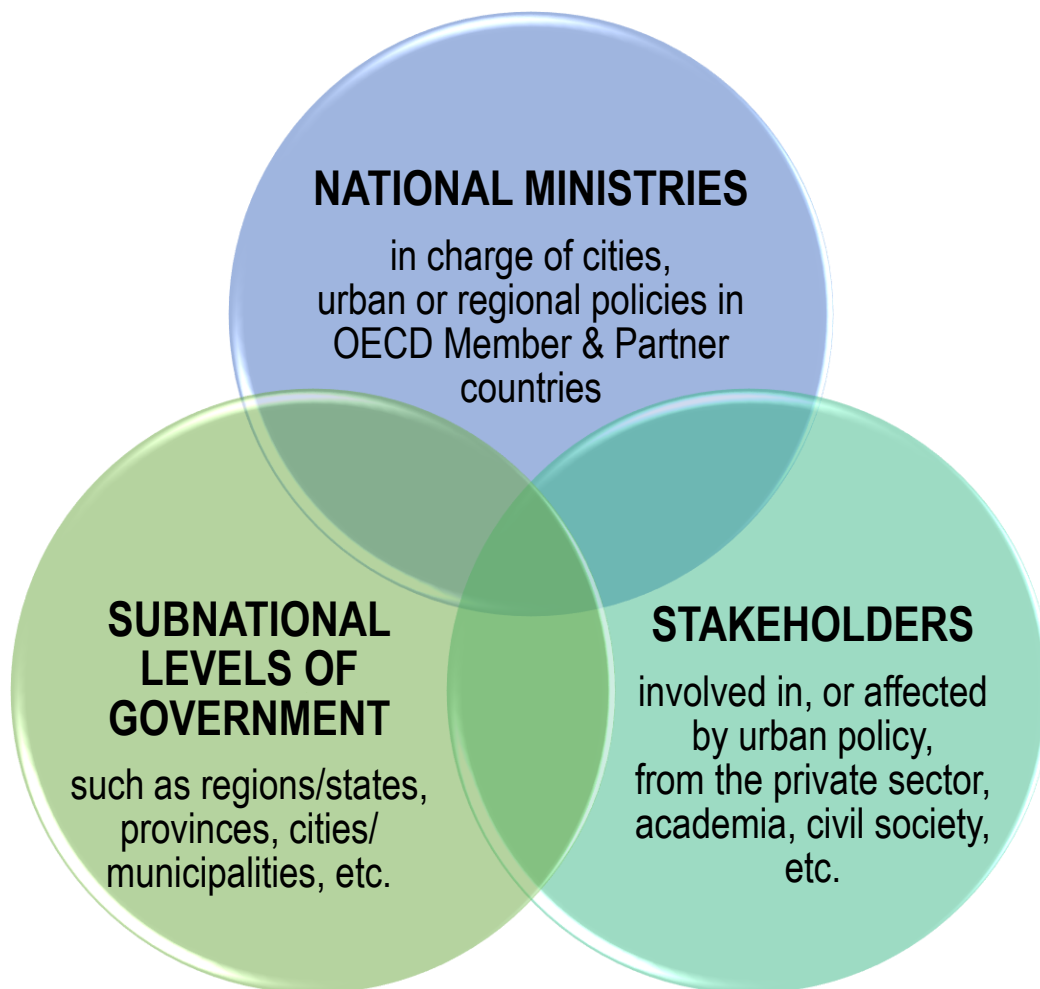 NATIONAL MINISTRIES
in charge of cities,
urban or regional policies in
OECD Member & Partner
countries
SUBNATIONAL
LEVELS OF
GOVERNMENT
such as regions/states,
provinces, cities/
municipalities, etc.
STAKEHOLDERS
involved in, or affected
by urban policy,
from the private sector,
academia, civil society,
etc.